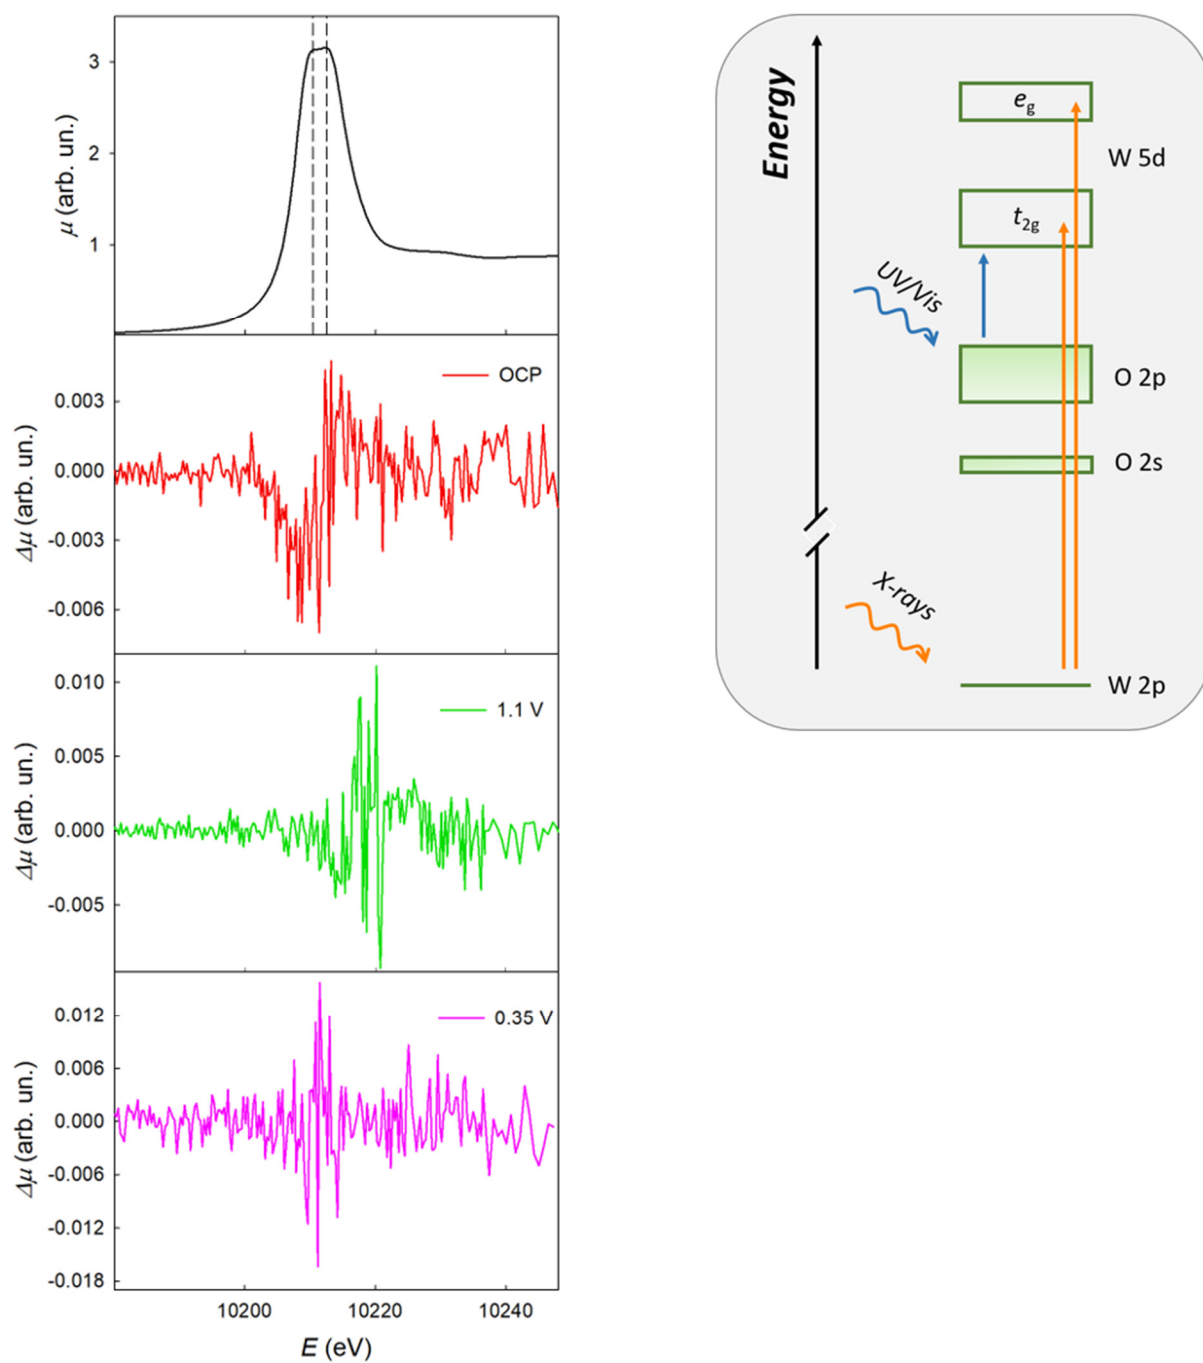 3
2
1
μ (arb. un.)
OCP
0.003
0.000
-0.003
-0.006
Δμ (arb. un.)
1.1 V
0.010
0.005
0.000
-0.005
Δμ (arb. un.)
0.35 V
0.012
0.006
0.000
-0.006
-0.012
-0.018
Δμ (arb. un.)
10200 10220 10240
E (eV)
Energy
eg
W 5d
t2g
UV/Vis
O 2p
O 2s
X-rays
W 2p